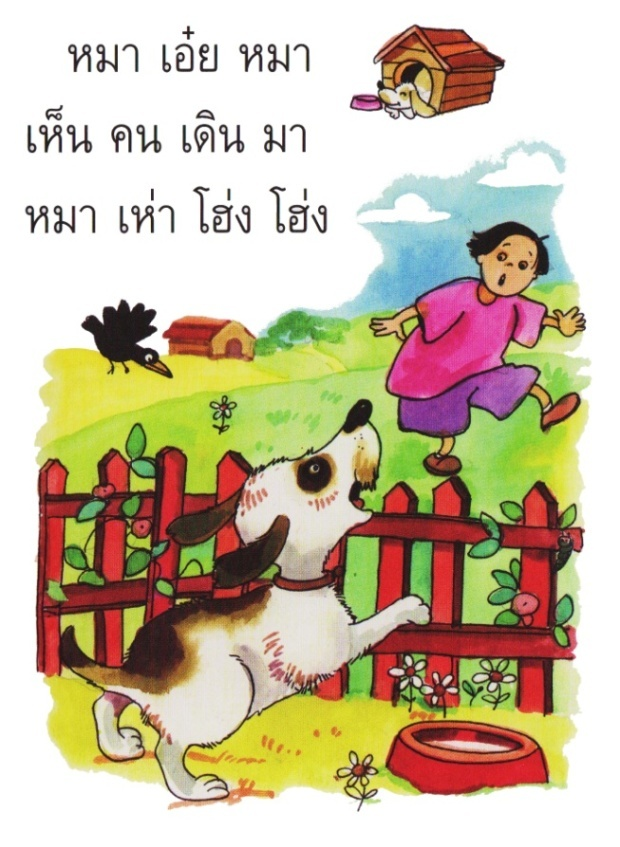 หมา เอ๋ย หมา
เห็น คน เดิน มา
หมา เห่า โฮ่ง โฮ่ง